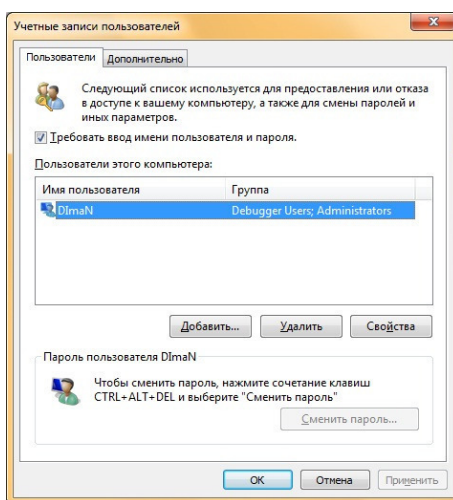 Учетные записи пользователей
Пользователи Дополнительно
Следующий список используется для предоставления или отказа
в доступе к вашему компьютеру, а также для смены паролей и
иных параметров.
Требовать ввод имени пользователя и пароля.
Пользователи этого компьютера:
Имя пользователя Группа
DImaN Debugger Users; Administrators
Добавить... Удалить Свойства
Пароль пользователя DImaN
Чтобы сменить пароль, нажмите сочетание клавиш
CTRL+ALT+DEL и выберите "Сменить пароль"
Сменить пароль...
ОК Отмена Применить